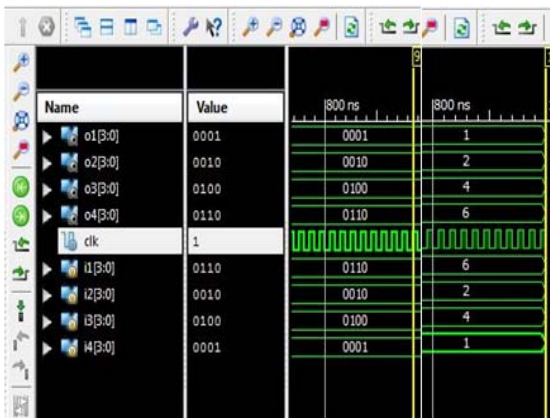 9
Name Value 800 ns 800 ns
o1[3:0] 0001 0001 1
o2[3:0] 0010 0010 2
o3[3:0] 0100 0100 4
o4[3:0] 0110 0110 6
clk 1
i1[3:0] 0110 0110 6
i2[3:0] 0010 0010 2
i3[3:0] 0100 0100 4
i4[3:0] 0001 0001 1